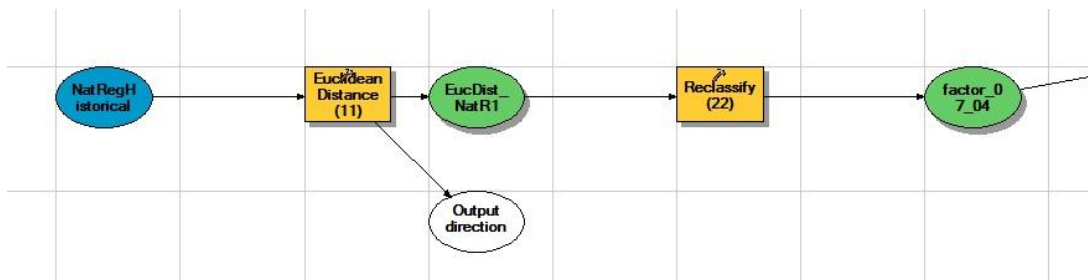 NatRegH
istorical
Euclidean
Distance
(11)
EucDist_
NatR1
Reclassify
(22)
factor_0
7_04
Output
direction